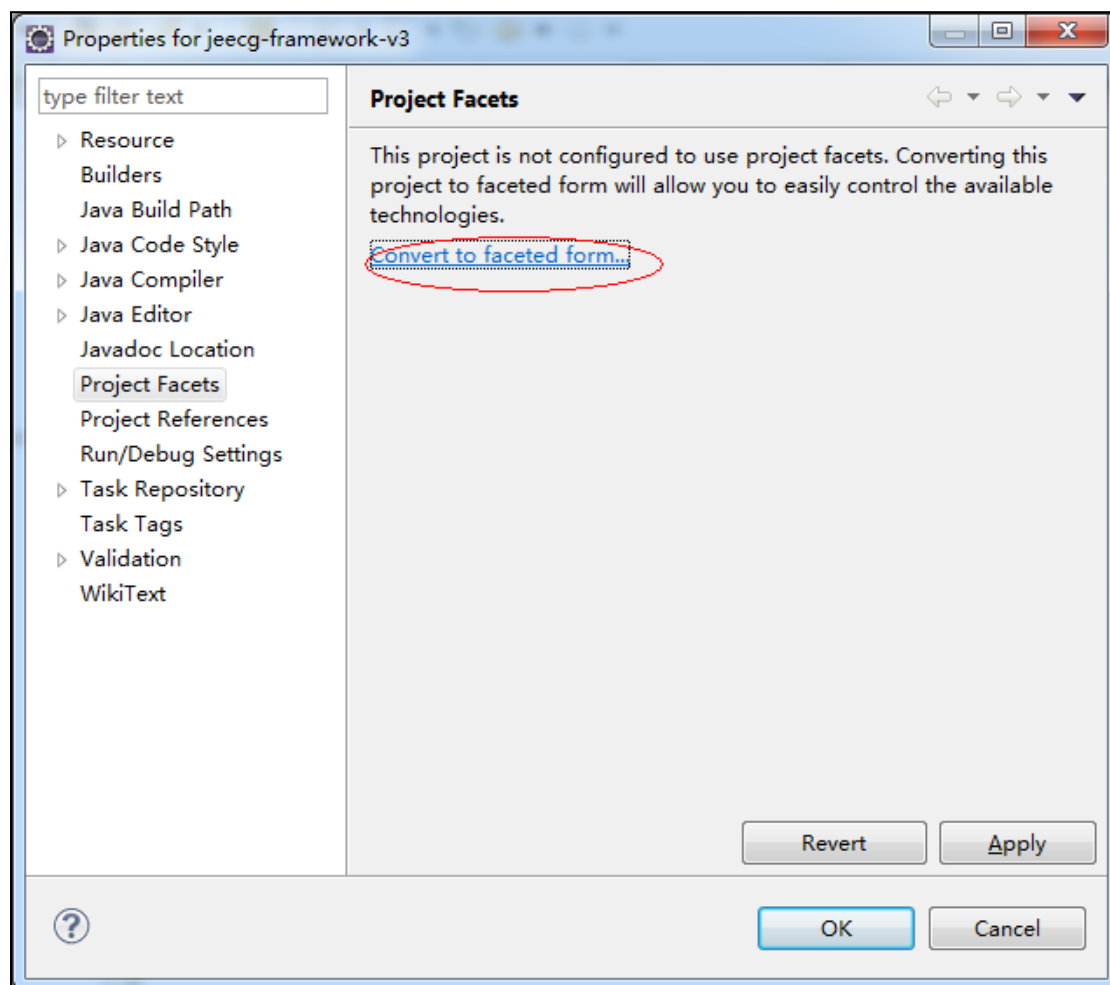 Properties for jeecg-framework-v3
type filter text
Resource
Builders
Java Build Path
Java Code Style
Java Compiler
Java Editor
Javadoc Location
Project Facets
Project References
Run/Debug Settings
Task Repository
Task Tags
Validation
WikiText
Project Facets
This project is not configured to use project facets. Converting this
project to faceted form will allow you to easily control the available
technologies.
Convert to faceted form...
Revert
Apply
?
OK
Cancel